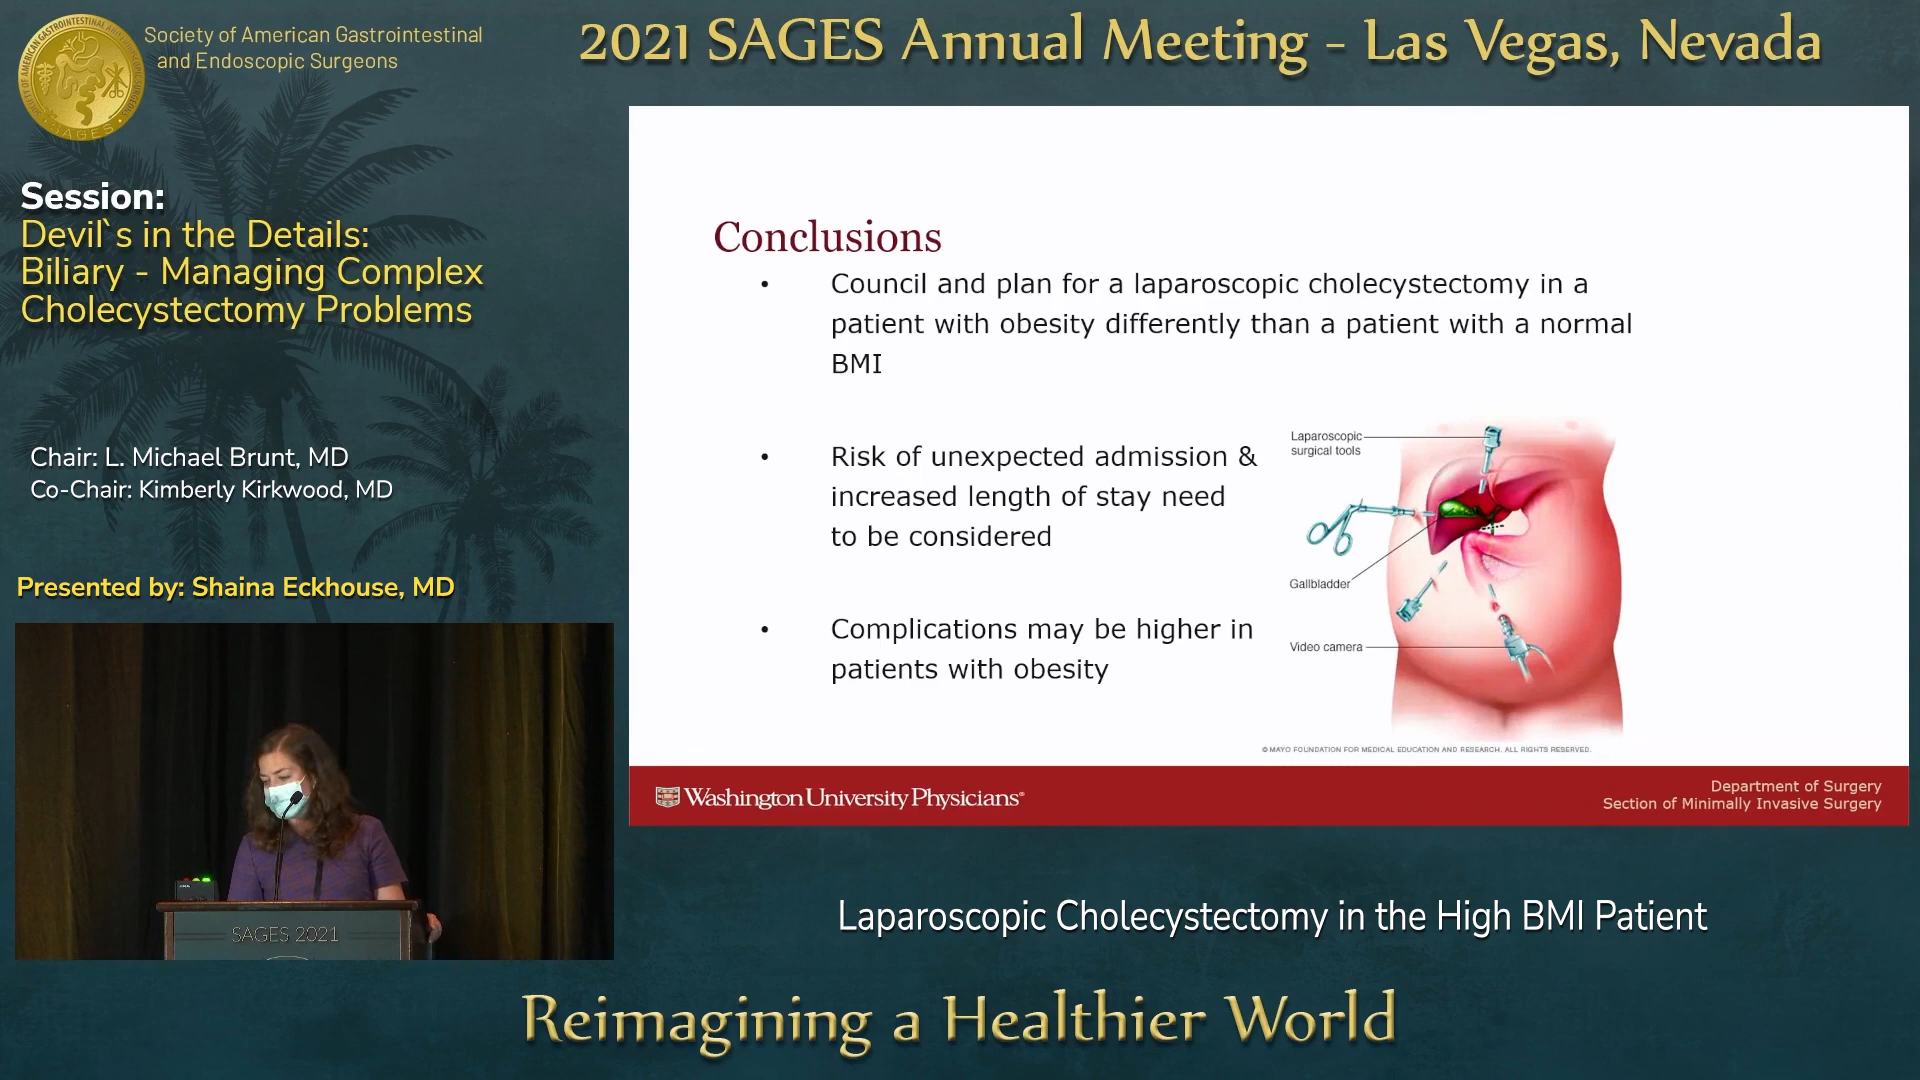 Society of American Gastrointestinal
and Endoscopic Surgeons
2021 SAGES Annual Meeting - Las Vegas, Nevada
SAGES
Session:
Devil`s in the Details:
Biliary - Managing Complex
Cholecystectomy Problems
Chair: L. Michael Brunt, MD
Co-Chair: Kimberly Kirkwood, MD
Presented by: Shaina Eckhouse, MD
SAGES 2021
Conclusions
• Council and plan for a laparoscopic cholecystectomy in a
patient with obesity differently than a patient with a normal
BMI
• Risk of unexpected admission &
increased length of stay need
to be considered
• Complications may be higher in
patients with obesity
Laparoscopic
surgical tools
Gallbladder
Video camera
© MAYO FOUNDATION FOR MEDICAL EDUCATION AND RESEARCH. ALL RIGHTS RESERVED.
Washington University Physicians®
Department of Surgery
Section of Minimally Invasive Surgery
Laparoscopic Cholecystectomy in the High BMI Patient
Reimagining a Healthier World